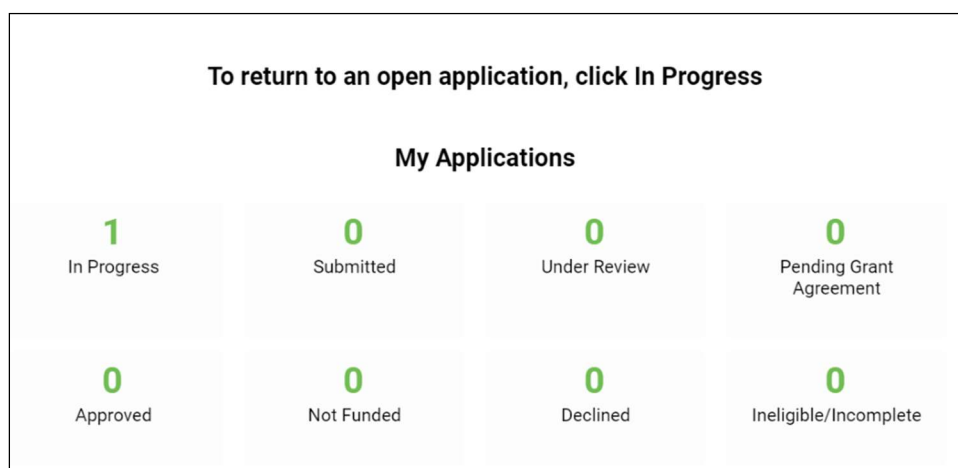 To return to an open application, click In Progress
My Applications
1
In Progress
0
Submitted
0
Under Review
0
Pending Grant
Agreement
0
Approved
0
Not Funded
0
Declined
0
Ineligible/Incomplete